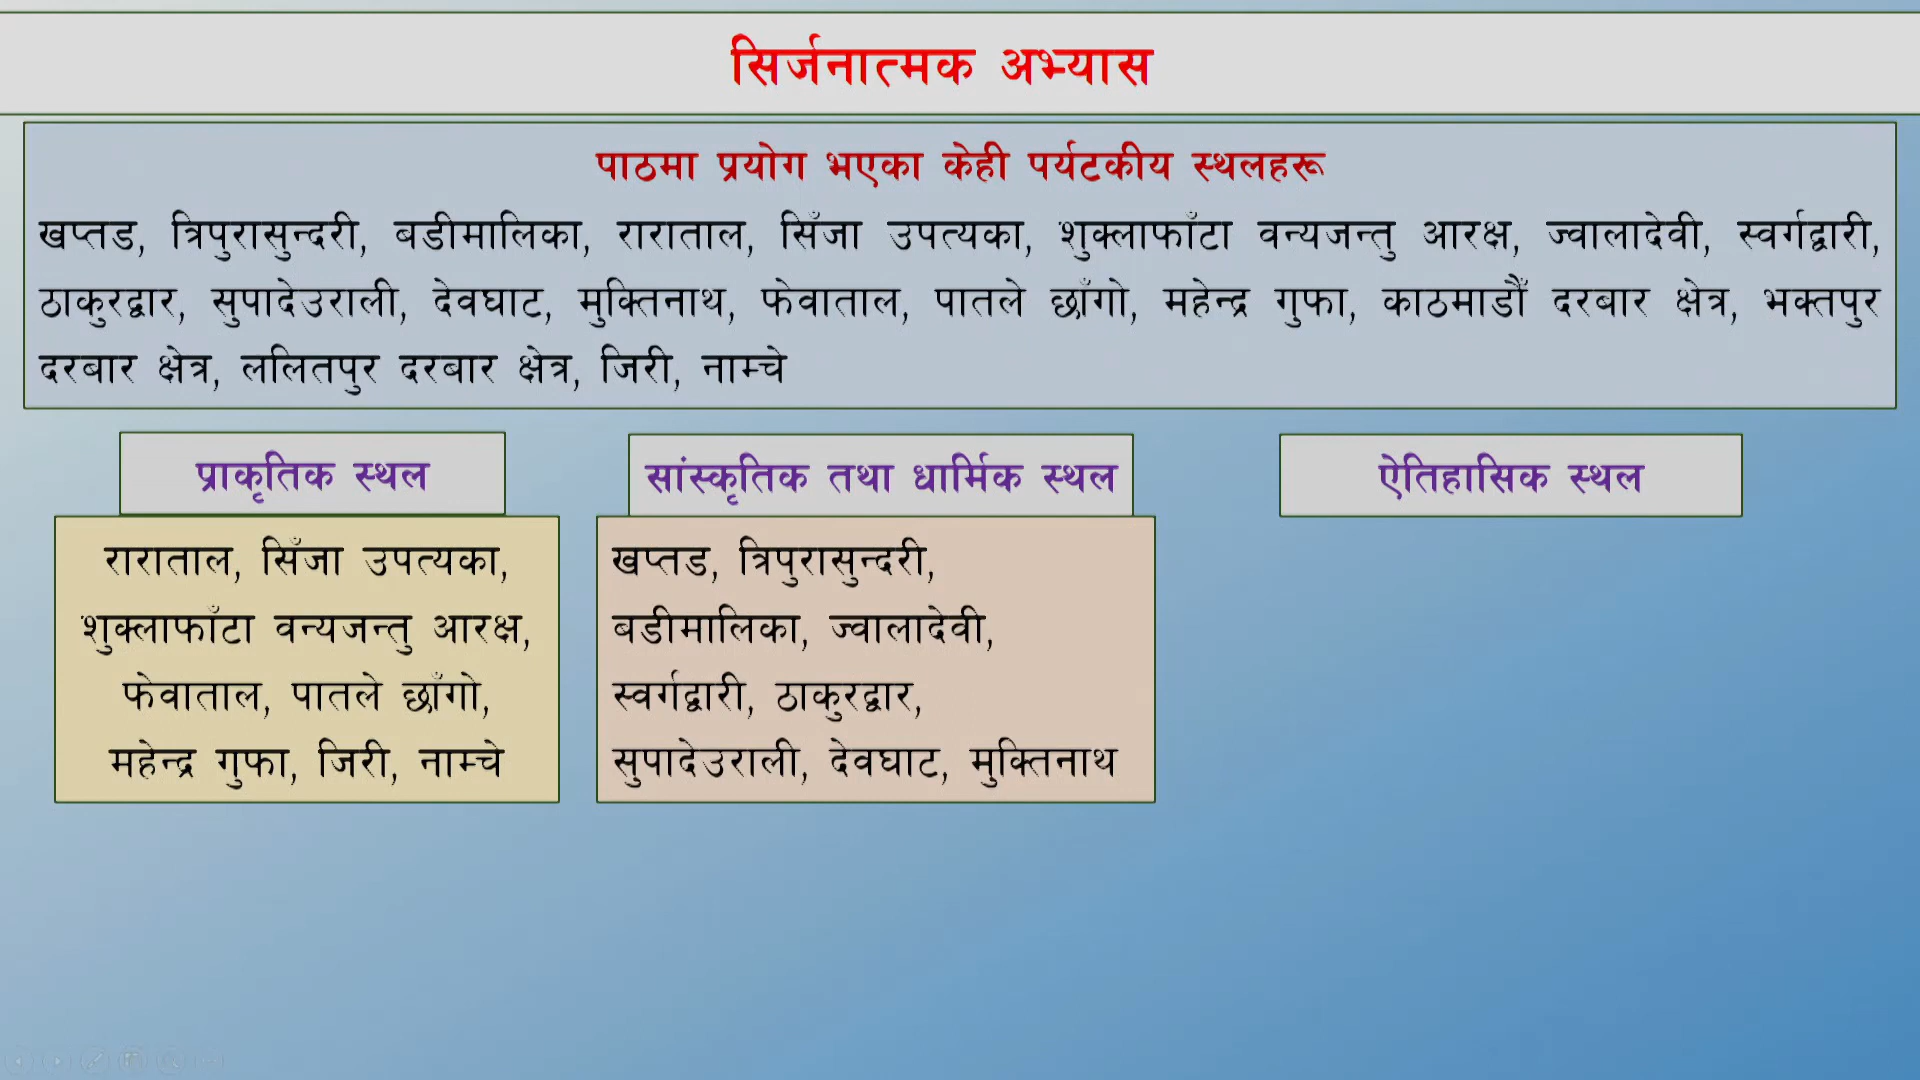 सिर्जनात्मक अभ्यास
पाठमा प्रयोग भएका केही पर्यटकीय स्थलहरू
खप्तड, त्रिपुरासुन्दरी, बडीमालिका, राराताल, सिँजा उपत्यका, शुक्लाफाँटा वन्यजन्तु आरक्ष, ज्वालादेवी, स्वर्गद्वारी,
ठाकुरद्वार, सुपादेउराली, देवघाट, मुक्तिनाथ, फेवाताल, पातले छाँगो, महेन्द्र गुफा, काठमाडौँ दरबार क्षेत्र, भक्तपुर
दरबार क्षेत्र, ललितपुर दरबार क्षेत्र, जिरी, नाम्चे
प्राकृतिक स्थल
राराताल, सिँजा उपत्यका,
शुक्लाफाँटा वन्यजन्तु आरक्ष,
फेवाताल, पातले छाँगो,
महेन्द्र गुफा, जिरी, नाम्चे
सांस्कृतिक तथा धार्मिक स्थल
खप्तड, त्रिपुरासुन्दरी,
बडीमालिका, ज्वालादेवी,
स्वर्गद्वारी, ठाकुरद्वार,
सुपादेउराली, देवघाट, मुक्तिनाथ
ऐतिहासिक स्थल